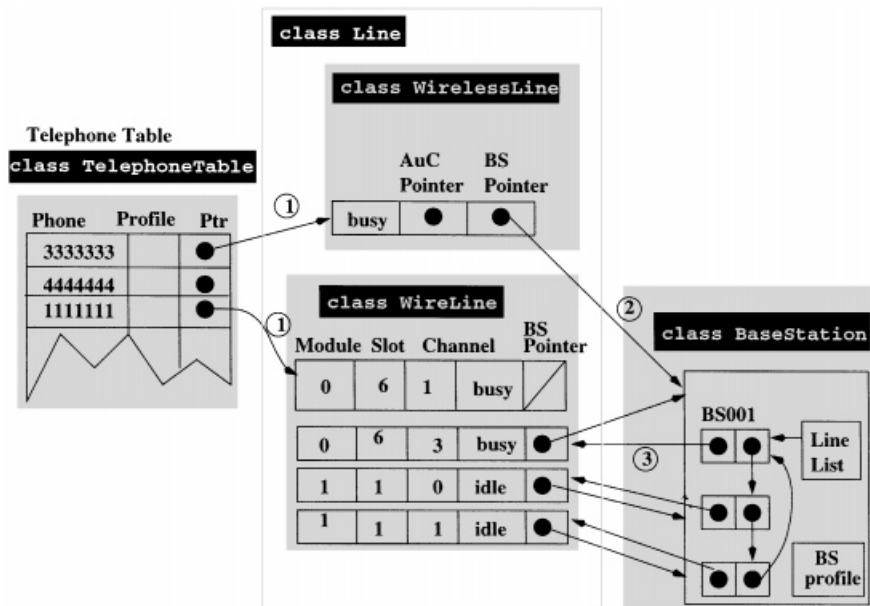 class Line
class WirelessLine
AuC Pointer
BS Pointer
busy
Telephone Table
class TelephoneTable
Phone Profile Ptr
3333333
4444444
1111111
1
1
class WireLine
Module Slot Channel BS Pointer
0 6 1 busy
0 6 3 busy
1 1 0 idle
1 1 1 idle
2
3
class BaseStation
BS001
Line
List
BS
profile